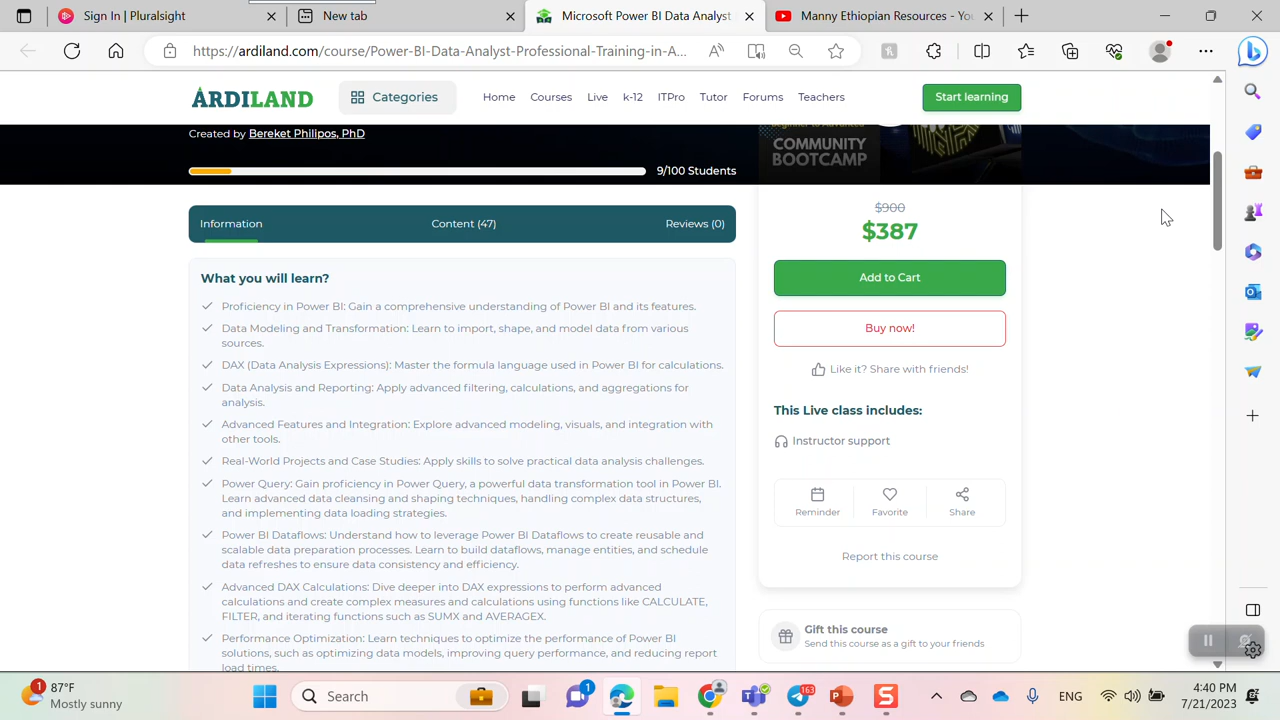 Sign In | Pluralsight
New tab
Microsoft Power BI Data Analyst
Manny Ethiopian Resources - Yo
https://ardiland.com/course/Power-BI-Data-Analyst-Professional-Training-in-A...
ARDILAND
Categories
Home
Courses
Live
k-12
ITPro
Tutor
Forums
Teachers
Start learning
Created by Bereket Philipos, PhD
9/100 Students
COMMUNITY
BOOTCAMP
Information
Content (47)
Reviews (0)
What you will learn?
Proficiency in Power BI: Gain a comprehensive understanding of Power BI and its features.
Data Modeling and Transformation: Learn to import, shape, and model data from various
sources.
DAX (Data Analysis Expressions): Master the formula language used in Power BI for calculations.
Data Analysis and Reporting: Apply advanced filtering, calculations, and aggregations for
analysis.
Advanced Features and Integration: Explore advanced modeling, visuals, and integration with
other tools.
Real-World Projects and Case Studies: Apply skills to solve practical data analysis challenges.
Power Query: Gain proficiency in Power Query, a powerful data transformation tool in Power BI.
Learn advanced data cleansing and shaping techniques, handling complex data structures,
and implementing data loading strategies.
Power BI Dataflows: Understand how to leverage Power BI Dataflows to create reusable and
scalable data preparation processes. Learn to build dataflows, manage entities, and schedule
data refreshes to ensure data consistency and efficiency.
Advanced DAX Calculations: Dive deeper into DAX expressions to perform advanced
calculations and create complex measures and calculations using functions like CALCULATE,
FILTER, and iterating functions such as SUMX and AVERAGEX.
Performance Optimization: Learn techniques to optimize the performance of Power BI
solutions, such as optimizing data models, improving query performance, and reducing report
load times.
$900
$387
Add to Cart
Buy now!
Like it? Share with friends!
This Live class includes:
Instructor support
Reminder
Favorite
Share
Report this course
Gift this course
Send this course as a gift to your friends
1
87°F
Mostly sunny
Search
1
163
ENG
4:40 PM
7/21/2023